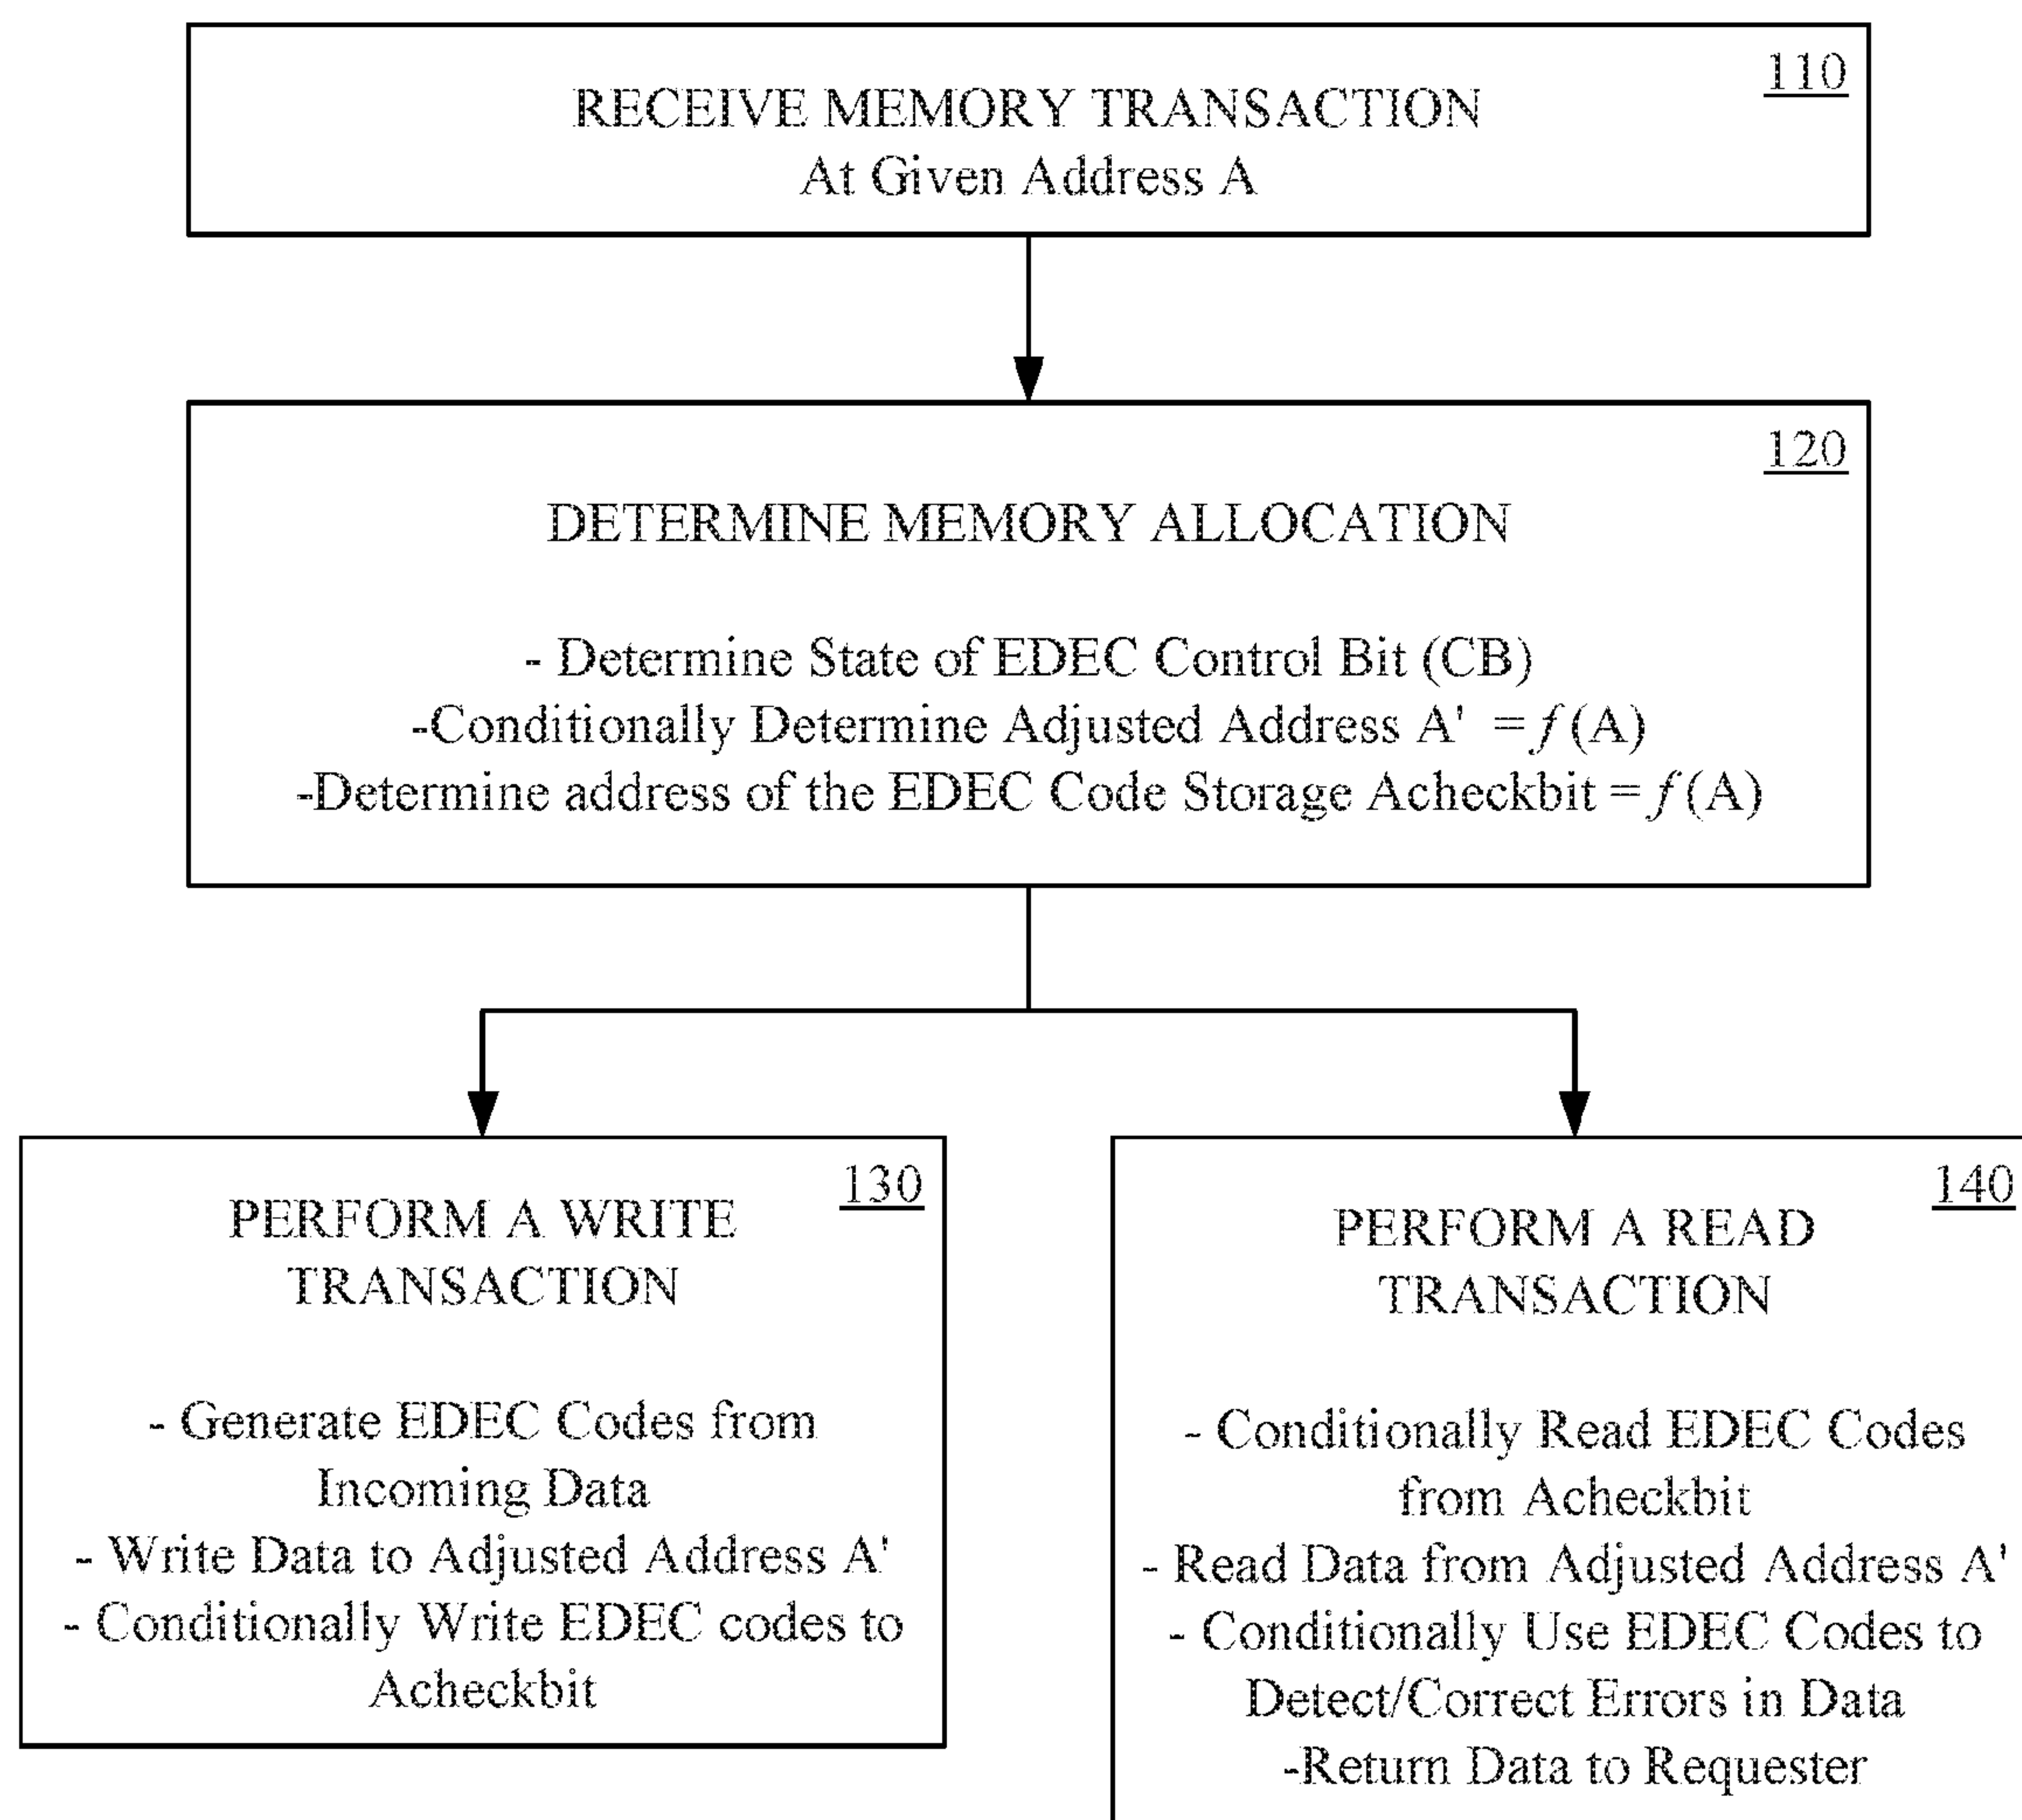 110
RECEIVE MEMORY TRANSACTION
At Given Address A
120
DETERMINE MEMORY ALLOCATION
- Determine State of EDEC Control Bit (CB)
-Conditionally Determine Adjusted Address A' = f(A)
-Determine address of the EDEC Code Storage Acheckbit = f(A)
130
PERFORM A WRITE
TRANSACTION
- Generate EDEC Codes from
Incoming Data
- Write Data to Adjusted Address A'
- Conditionally Write EDEC codes to
Acheckbit
140
PERFORM A READ
TRANSACTION
- Conditionally Read EDEC Codes
from Acheckbit
- Read Data from Adjusted Address A'
- Conditionally Use EDEC Codes to
Detect/Correct Errors in Data
-Return Data to Requester